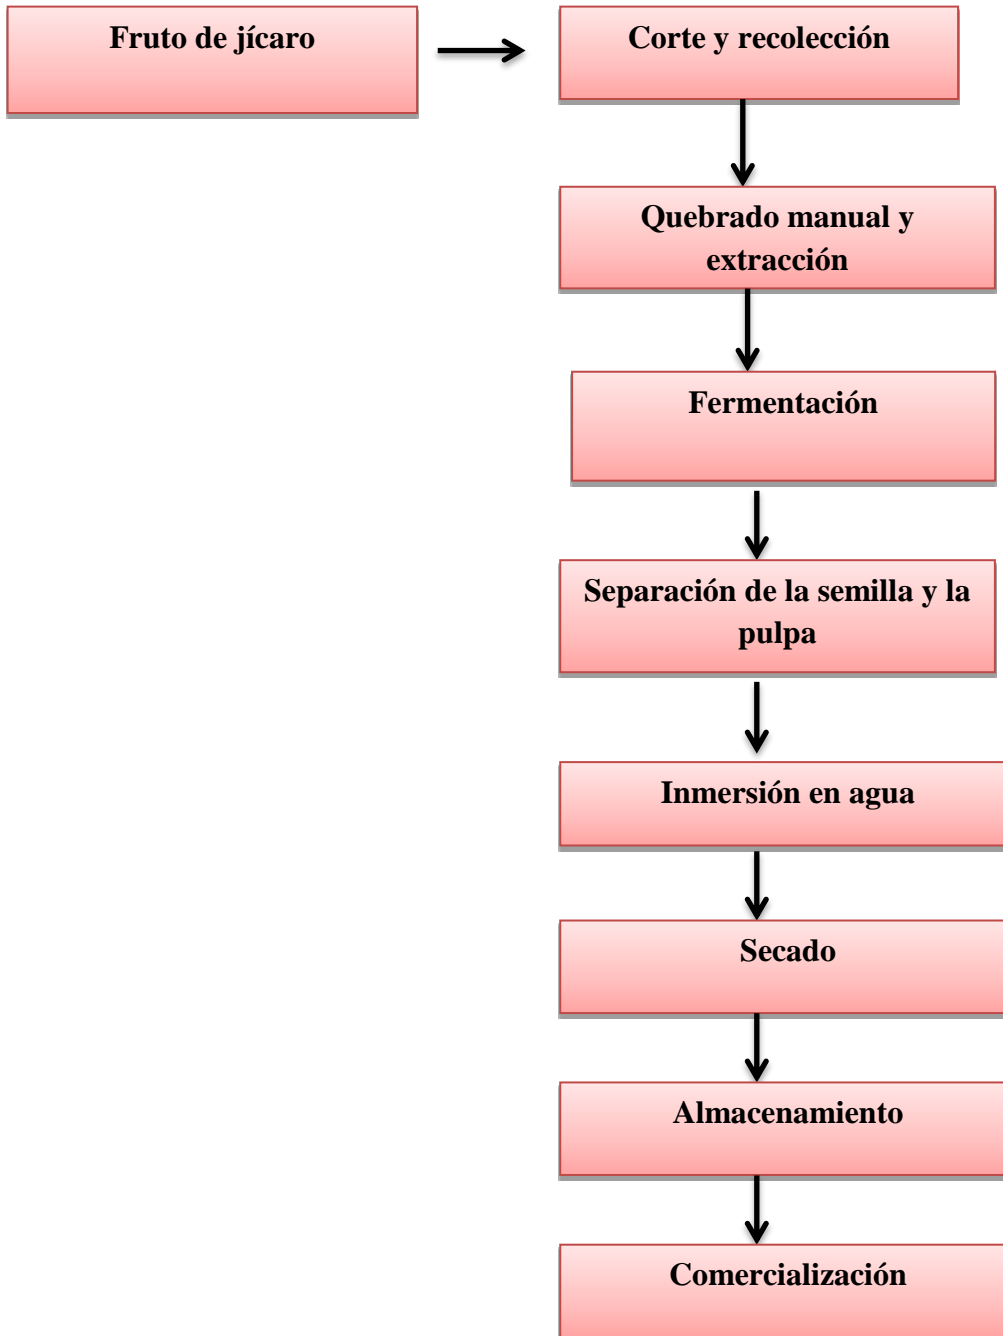 Fruto de jícaro
Corte y recolección
Quebrado manual y
extracción
Fermentación
Separación de la semilla y la
pulpa
Inmersión en agua
Secado
Almacenamiento
Comercialización